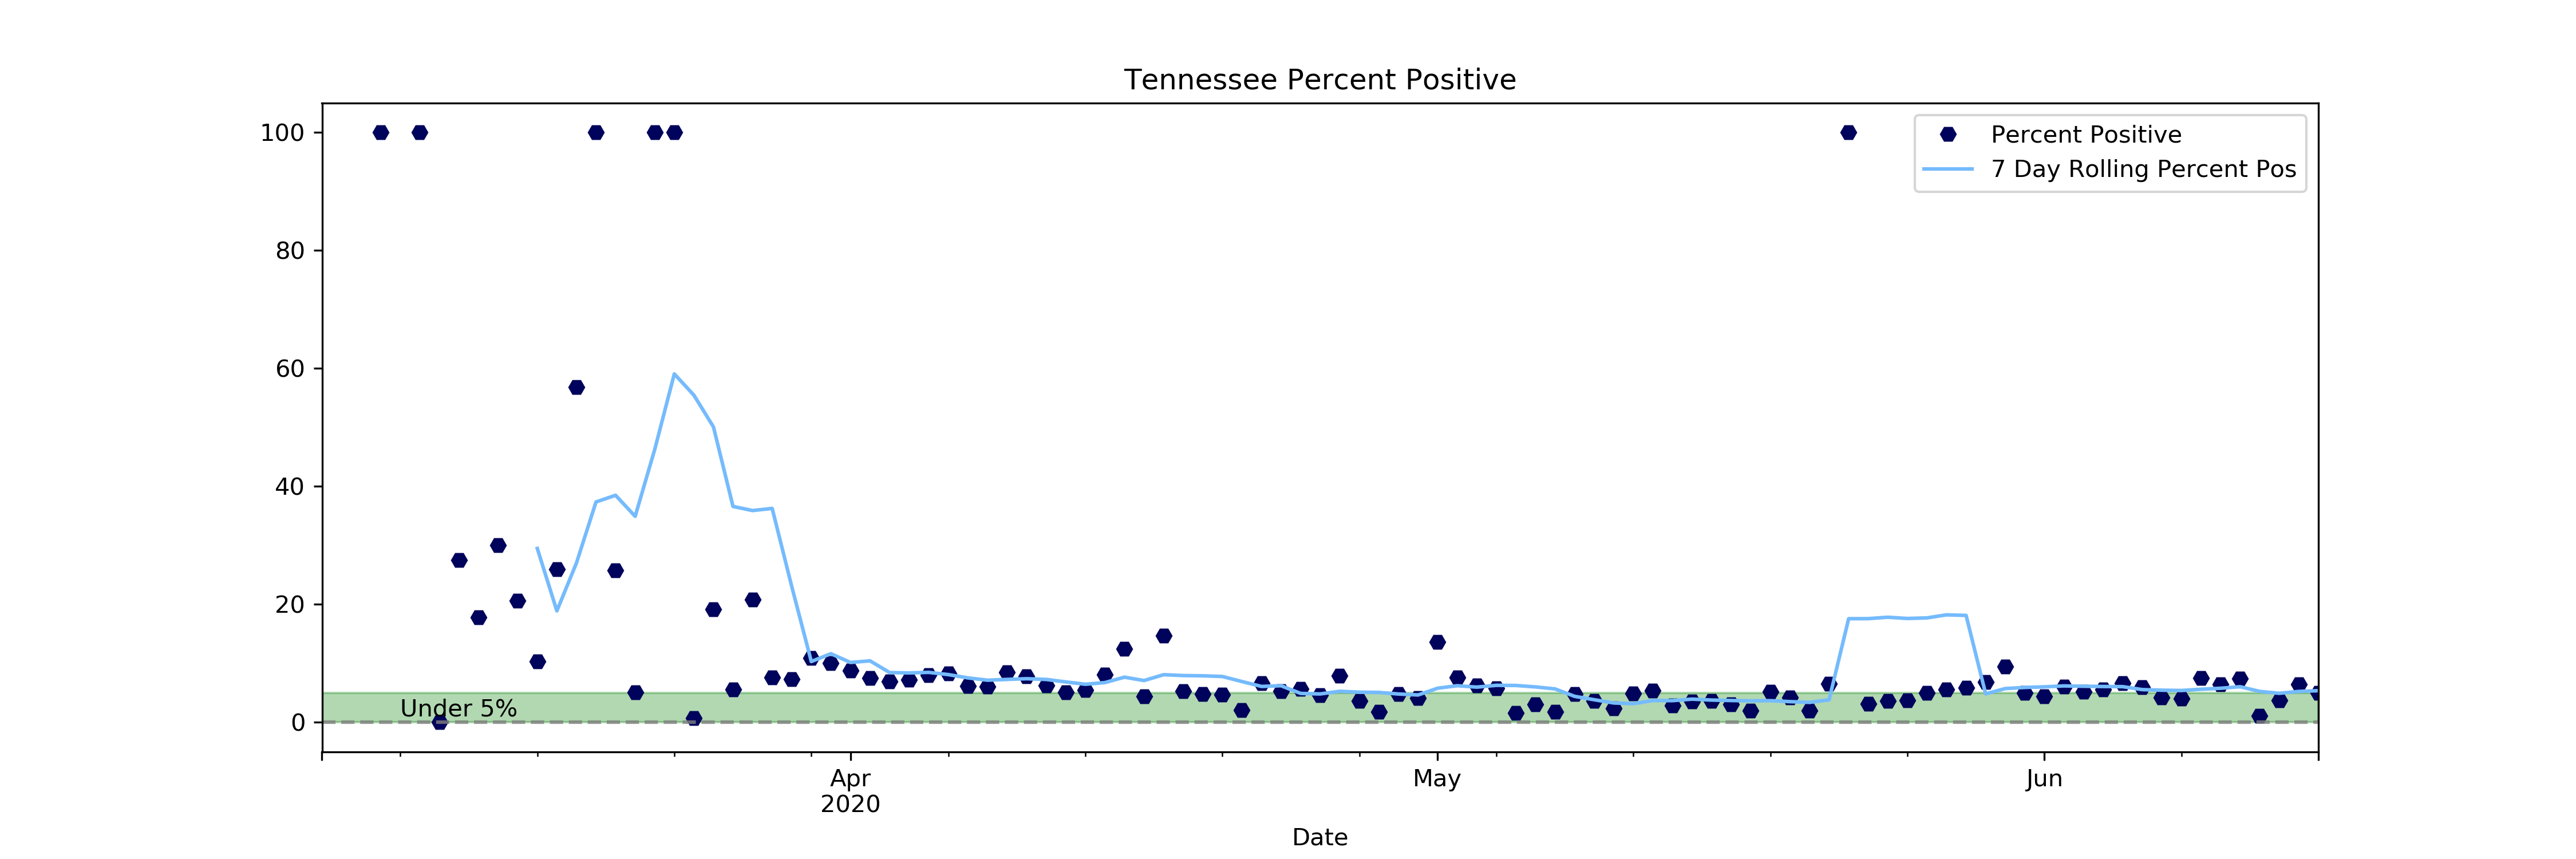 Tennessee Percent Positive
100
80
60
40
20
0
Percent Positive
7 Day Rolling Percent Pos
Under 5%
Apr
2020
May
Jun
Date